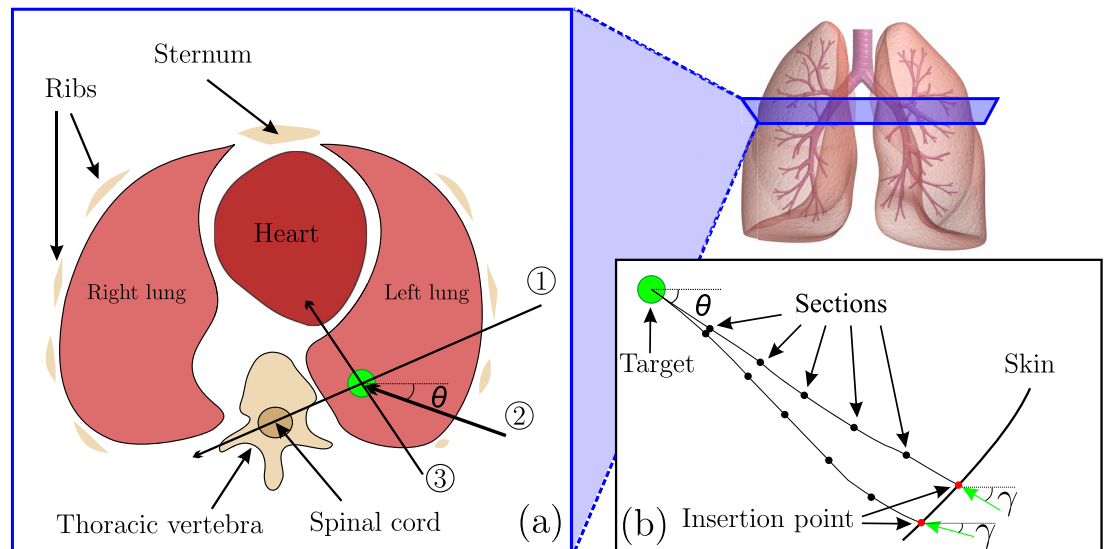 Sternum
Ribs
Heart
Right lung
Left lung
①
θ
②
③
Thoracic vertebra
Spinal cord
(a)
θ
Sections
Target
Skin
Insertion point
γ
γ
(b)